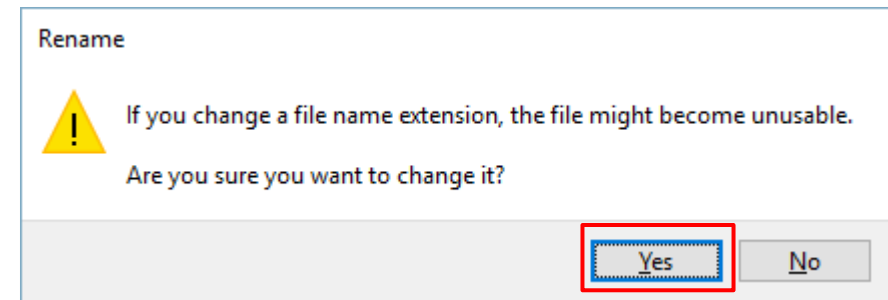 Rename
If you change a file name extension, the file might become unusable.
Are you sure you want to change it?
Yes No